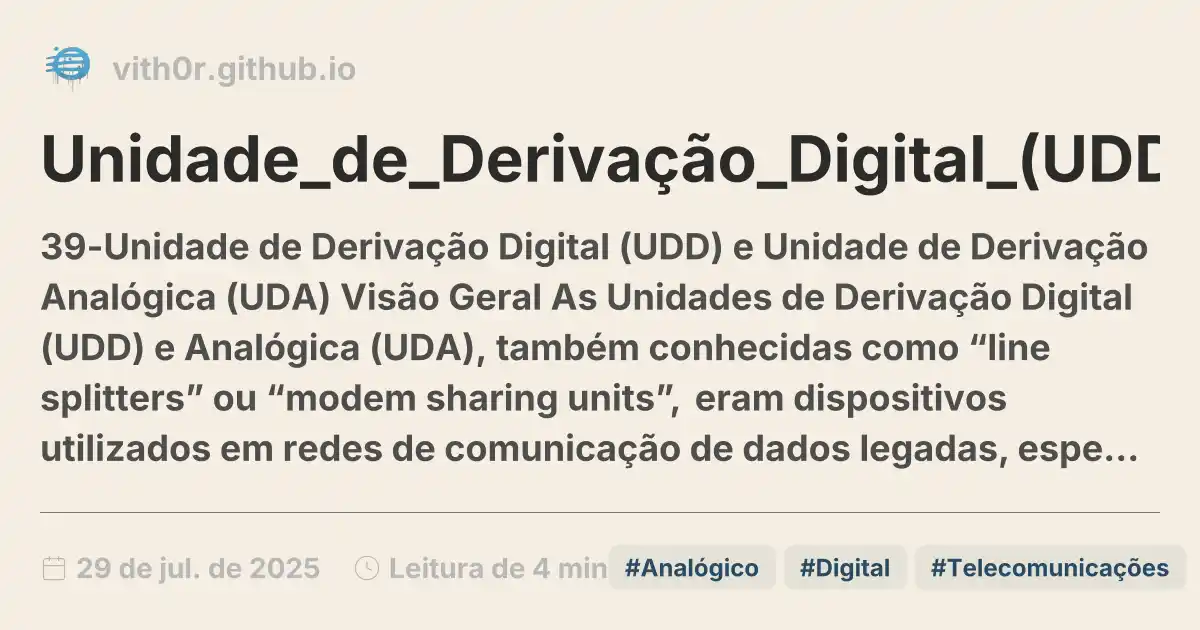 vith0r.github.io
Unidade_de_Derivação_Digital_(UDD
39-Unidade de Derivação Digital (UDD) e Unidade de Derivação
Analógica (UDA) Visão Geral As Unidades de Derivação Digital
(UDD) e Analógica (UDA), também conhecidas como “line
splitters” ou “modem sharing units”, eram dispositivos
utilizados em redes de comunicação de dados legadas, espe...
29 de jul. de 2025 Leitura de 4 min #Analógico #Digital #Telecomunicações